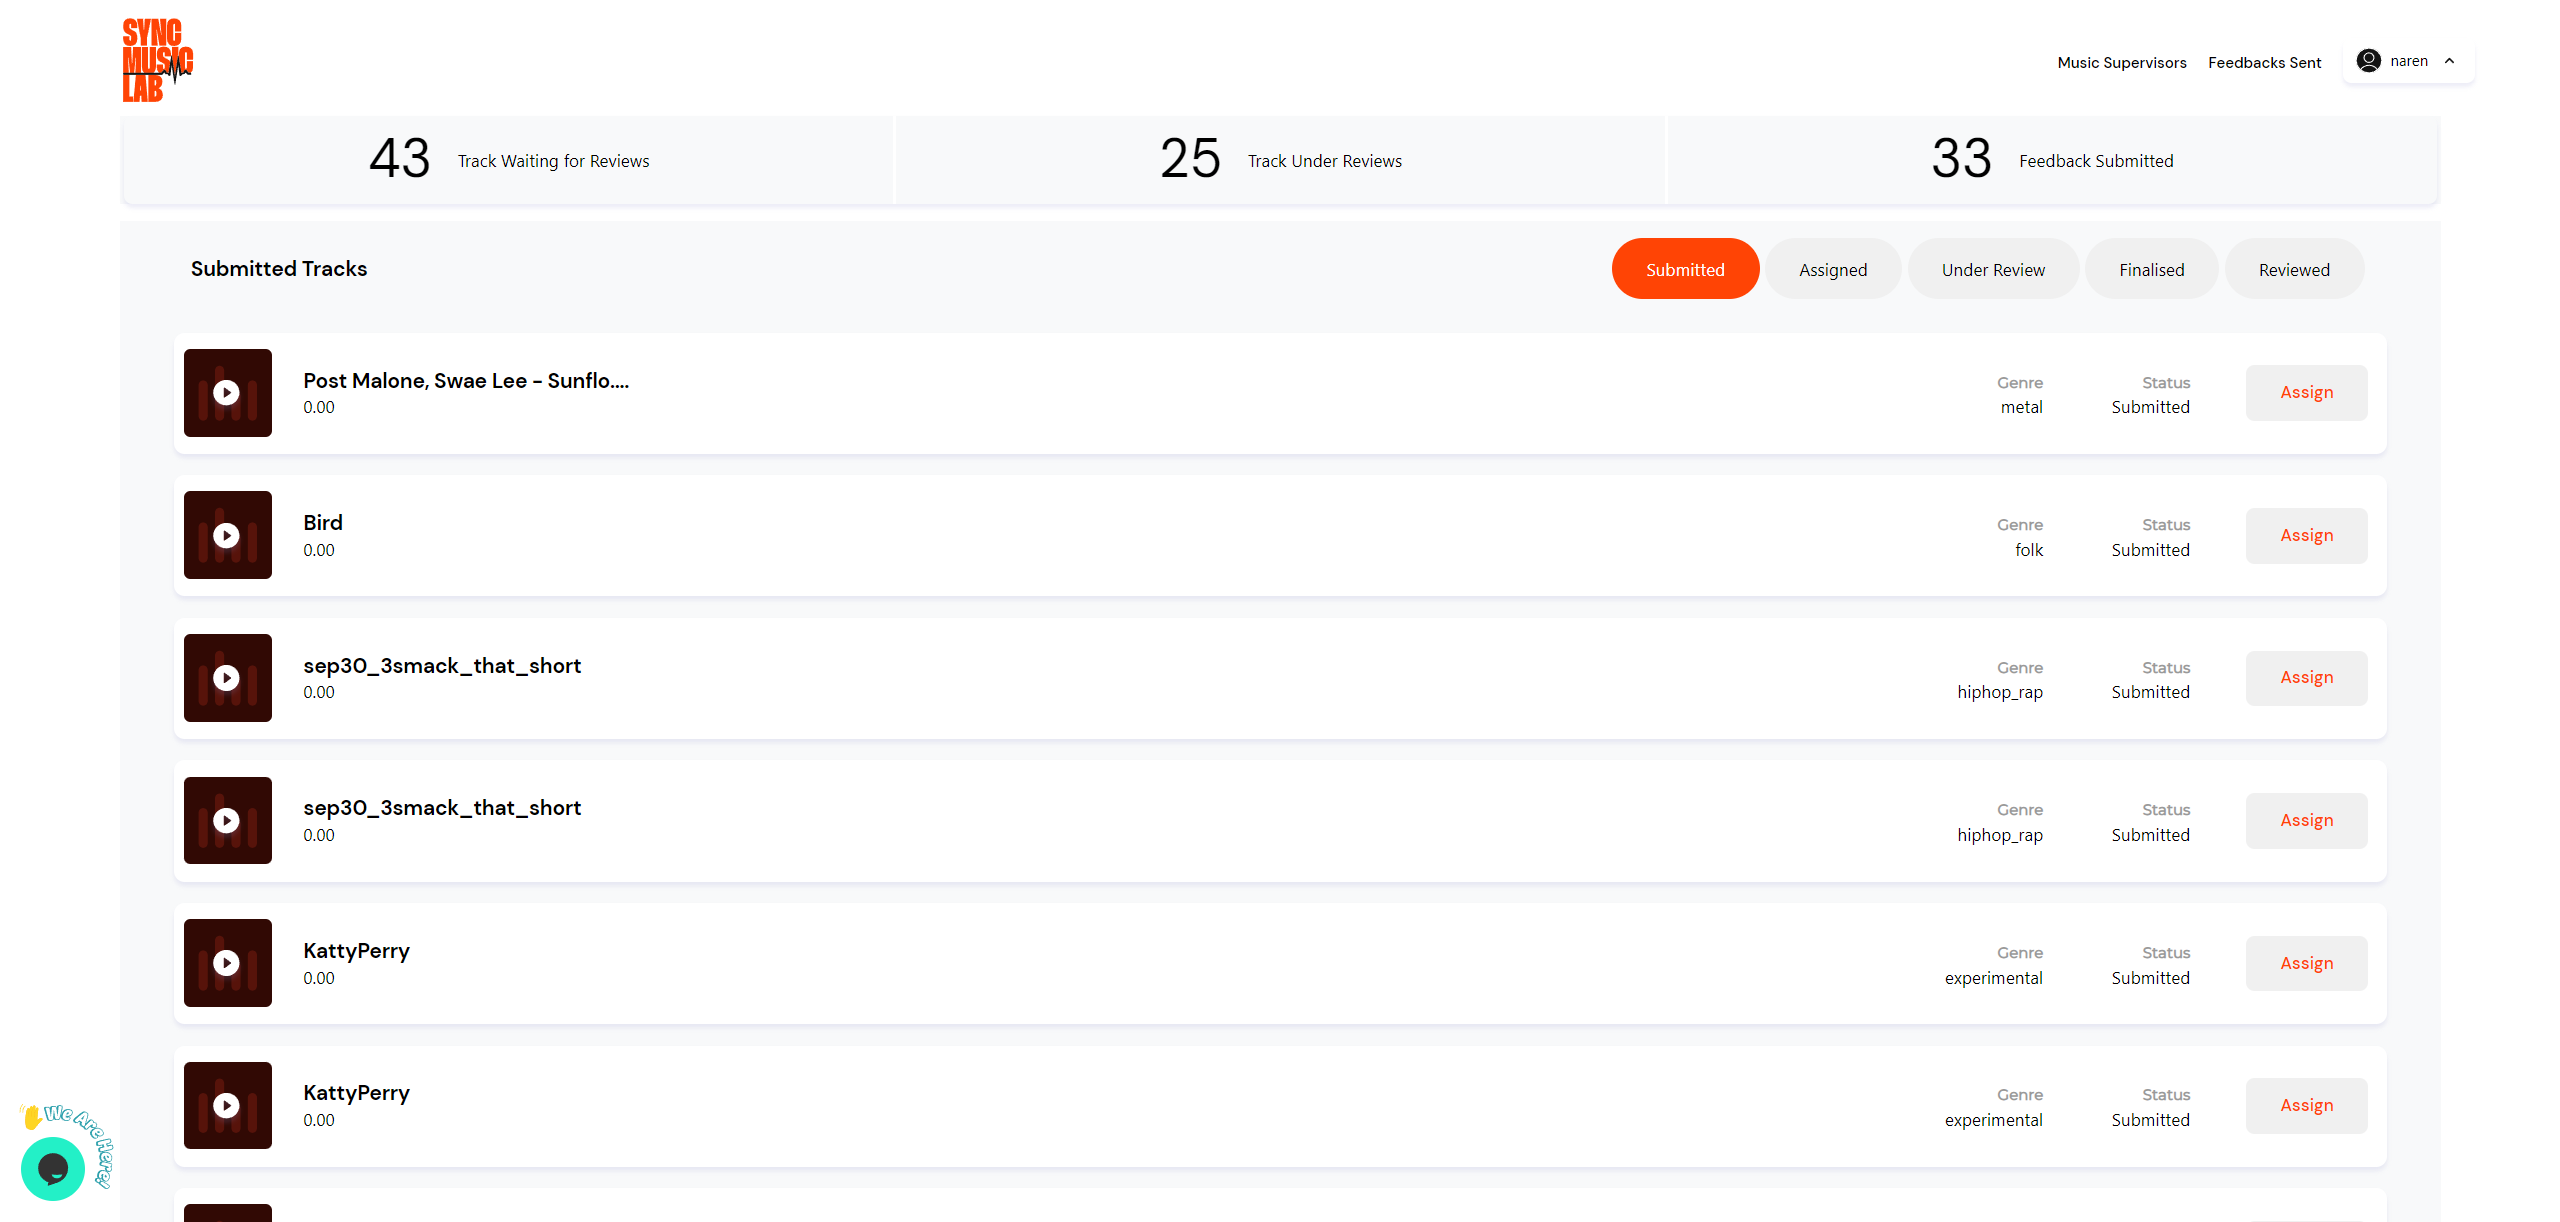 SYNC
MUSIC
LAB
Music Supervisors
Feedbacks Sent
naren
43 Track Waiting for Reviews
25 Track Under Reviews
33 Feedback Submitted
Submitted Tracks
Submitted
Assigned
Under Review
Finalised
Reviewed
Post Malone, Swae Lee - Sunflo....
0.00
Genre
metal
Status
Submitted
Assign
Bird
0.00
Genre
folk
Status
Submitted
Assign
sep30_3smack_that_short
0.00
Genre
hiphop_rap
Status
Submitted
Assign
sep30_3smack_that_short
0.00
Genre
hiphop_rap
Status
Submitted
Assign
KattyPerry
0.00
Genre
experimental
Status
Submitted
Assign
KattyPerry
0.00
Genre
experimental
Status
Submitted
Assign
We Are Here!